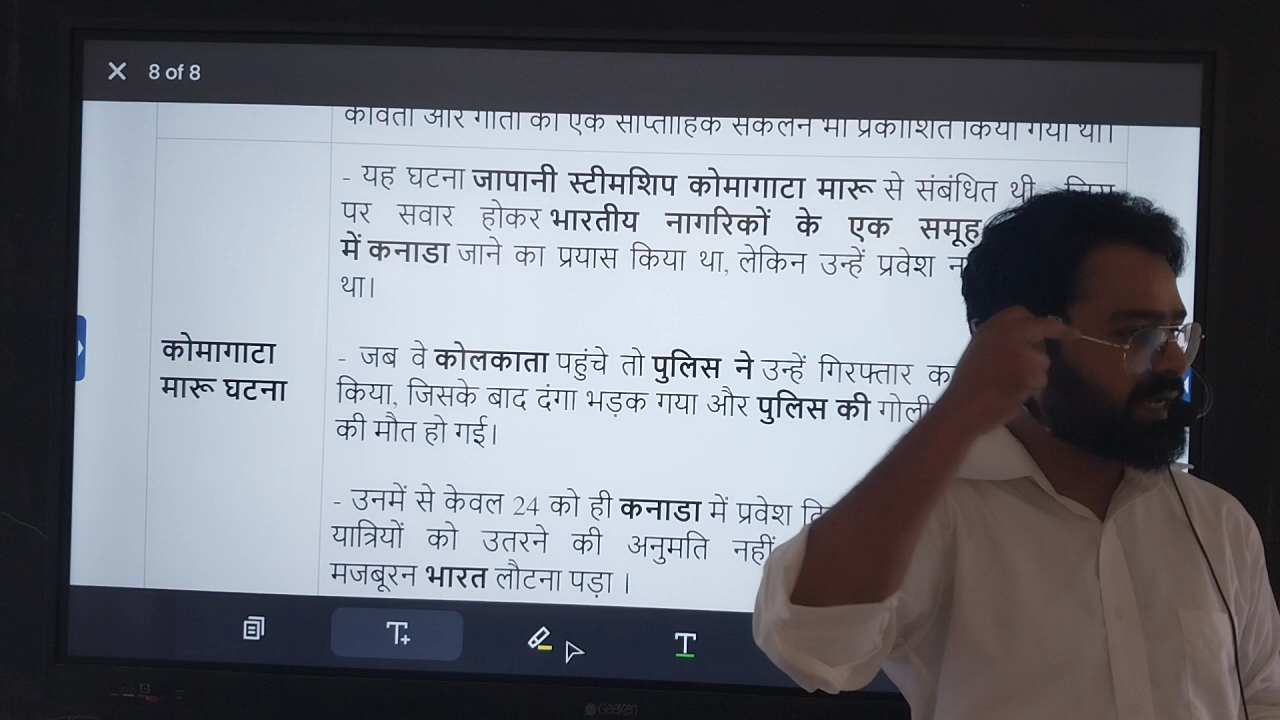 8 of 8
कविता और गीतों का एक साप्ताहिक संकलन भी प्रकाशित किया गया था।
- यह घटना जापानी स्टीमशिप कोमागाटा मारू से संबंधित थी
पर सवार होकर भारतीय नागरिकों के एक समूह
में कनाडा जाने का प्रयास किया था, लेकिन उन्हें प्रवेश
था।
कोमागाटा
मारू घटना
- जब वे कोलकाता पहुंचे तो पुलिस ने उन्हें गिरफ्तार
किया, जिसके बाद दंगा भड़क गया और पुलिस की गोली
की मौत हो गई।
- उनमें से केवल 24 को ही कनाडा में प्रवेश
यात्रियों को उतरने की अनुमति नहीं
मजबूरन भारत लौटना पड़ा ।
GeeKen